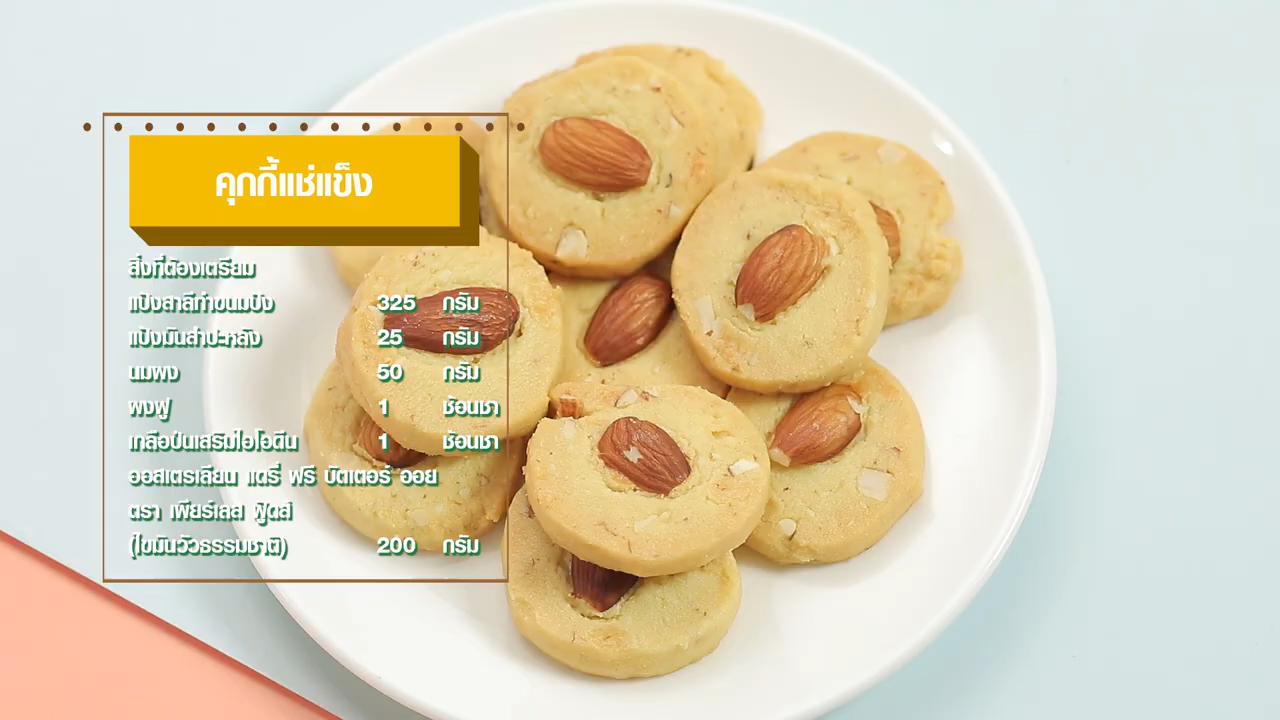 คุกกี้แช่แข็ง
สิ่งที่ต้องเตรียม
แป้งสาลีทำขนมปัง 325 กรัม
แป้งมันสำปะหลัง 25 กรัม
นมผง 50 กรัม
ผงฟู 1 ช้อนชา
เกลือป่นเสริมไอโอดีน 1 ช้อนชา
ออสเตรเลียน แดรี่ ฟรี บัตเตอร์ ออย
ตรา เพียร์เลส ฟู้ดส์
(ไขมันวัวธรรมชาติ) 200 กรัม